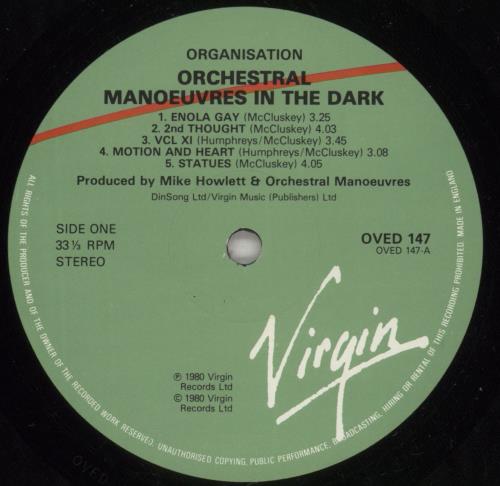 ORGANISATION
ORCHESTRAL
MANOEUVRES IN THE DARK
1. ENOLA GAY (McCluskey) 3.25
2. 2nd THOUGHT (McCluskey) 4.03
3. VCL XI (Humphreys/McCluskey) 3.45
4. MOTION AND HEART (Humphreys/McCluskey) 3.08
5. STATUES (McCluskey) 4.05
Produced by Mike Howlett & Orchestral Manoeuvres
DinSong Ltd/Virgin Music (Publishers) Ltd
SIDE ONE
33⅓ RPM
STEREO
OVED 147
OVED 147-A
Virgin
℗ 1980 Virgin
Records Ltd
© 1980 Virgin
Records Ltd
ALL RIGHTS OF THE PRODUCER AND OF THE OWNER OF THE RECORDED WORK RESERVED. UNAUTHORISED COPYING, PUBLIC PERFORMANCE, BROADCASTING, HIRING OR RENTAL OF THIS RECORDING PROHIBITED. MADE IN ENGLAND
OVED